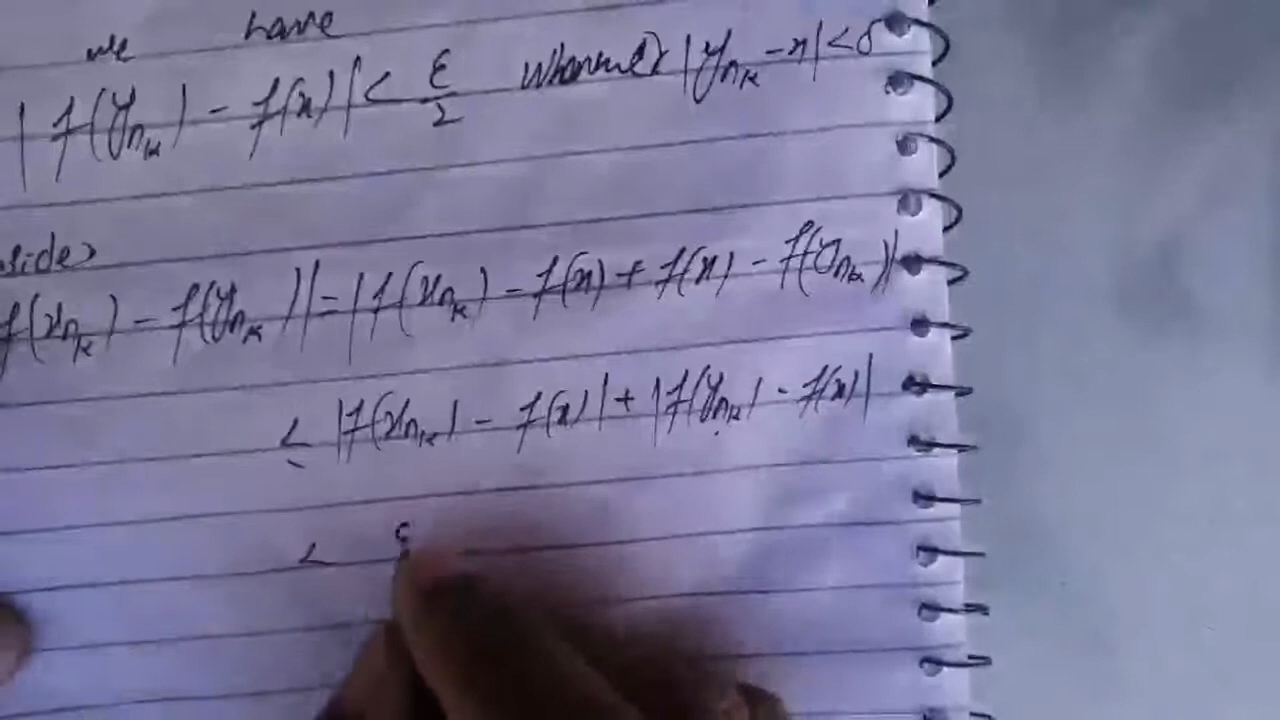 we have
|f(y_{n_k}) - f(x)| < ε/2 whenever |y_{n_k} - x| < δ
sider
f(x_{n_k}) - f(y_{n_k})| = |f(x_{n_k}) - f(x) + f(x) - f(y_{n_k})|
≤ |f(x_{n_k}) - f(x)| + |f(y_{n_k}) - f(x)|
< ε